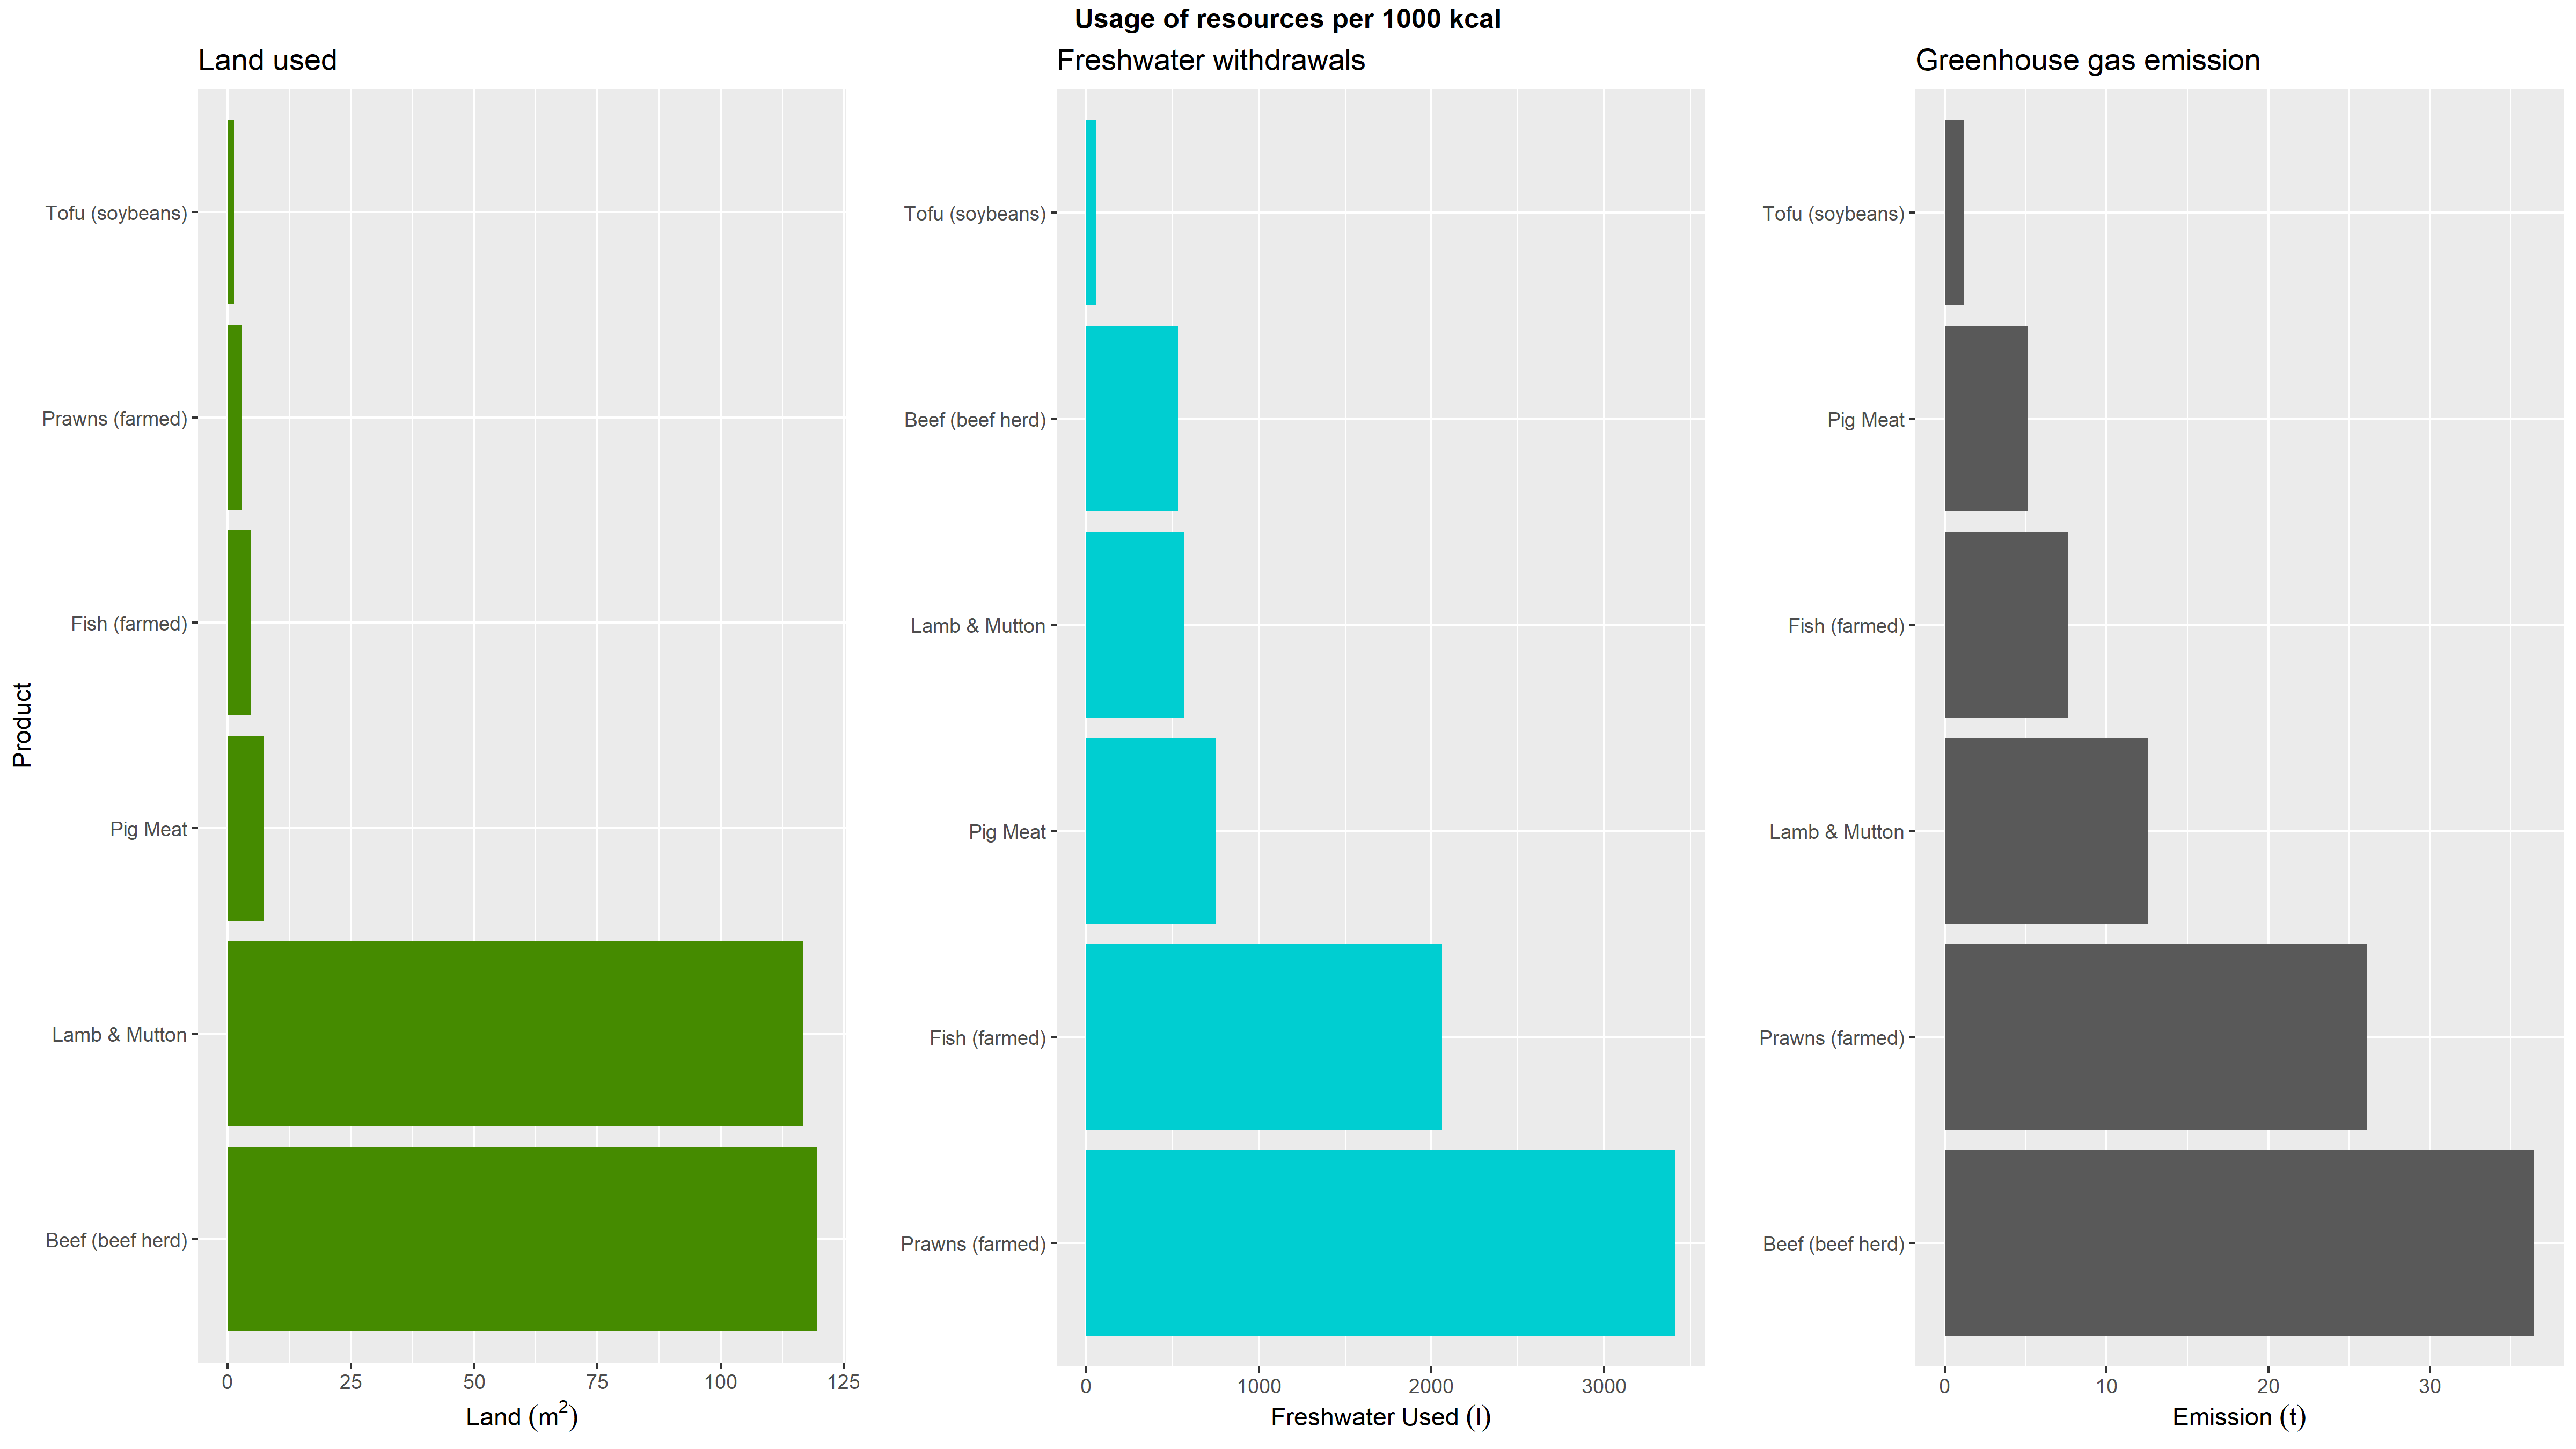 Usage of resources per 1000 kcal
Land used
Product
Tofu (soybeans)
Prawns (farmed)
Fish (farmed)
Pig Meat
Lamb & Mutton
Beef (beef herd)
0 25 50 75 100 125
Land (m²)
Freshwater withdrawals
Tofu (soybeans)
Beef (beef herd)
Lamb & Mutton
Pig Meat
Fish (farmed)
Prawns (farmed)
0 1000 2000 3000
Freshwater Used (l)
Greenhouse gas emission
Tofu (soybeans)
Pig Meat
Fish (farmed)
Lamb & Mutton
Prawns (farmed)
Beef (beef herd)
0 10 20 30
Emission (t)